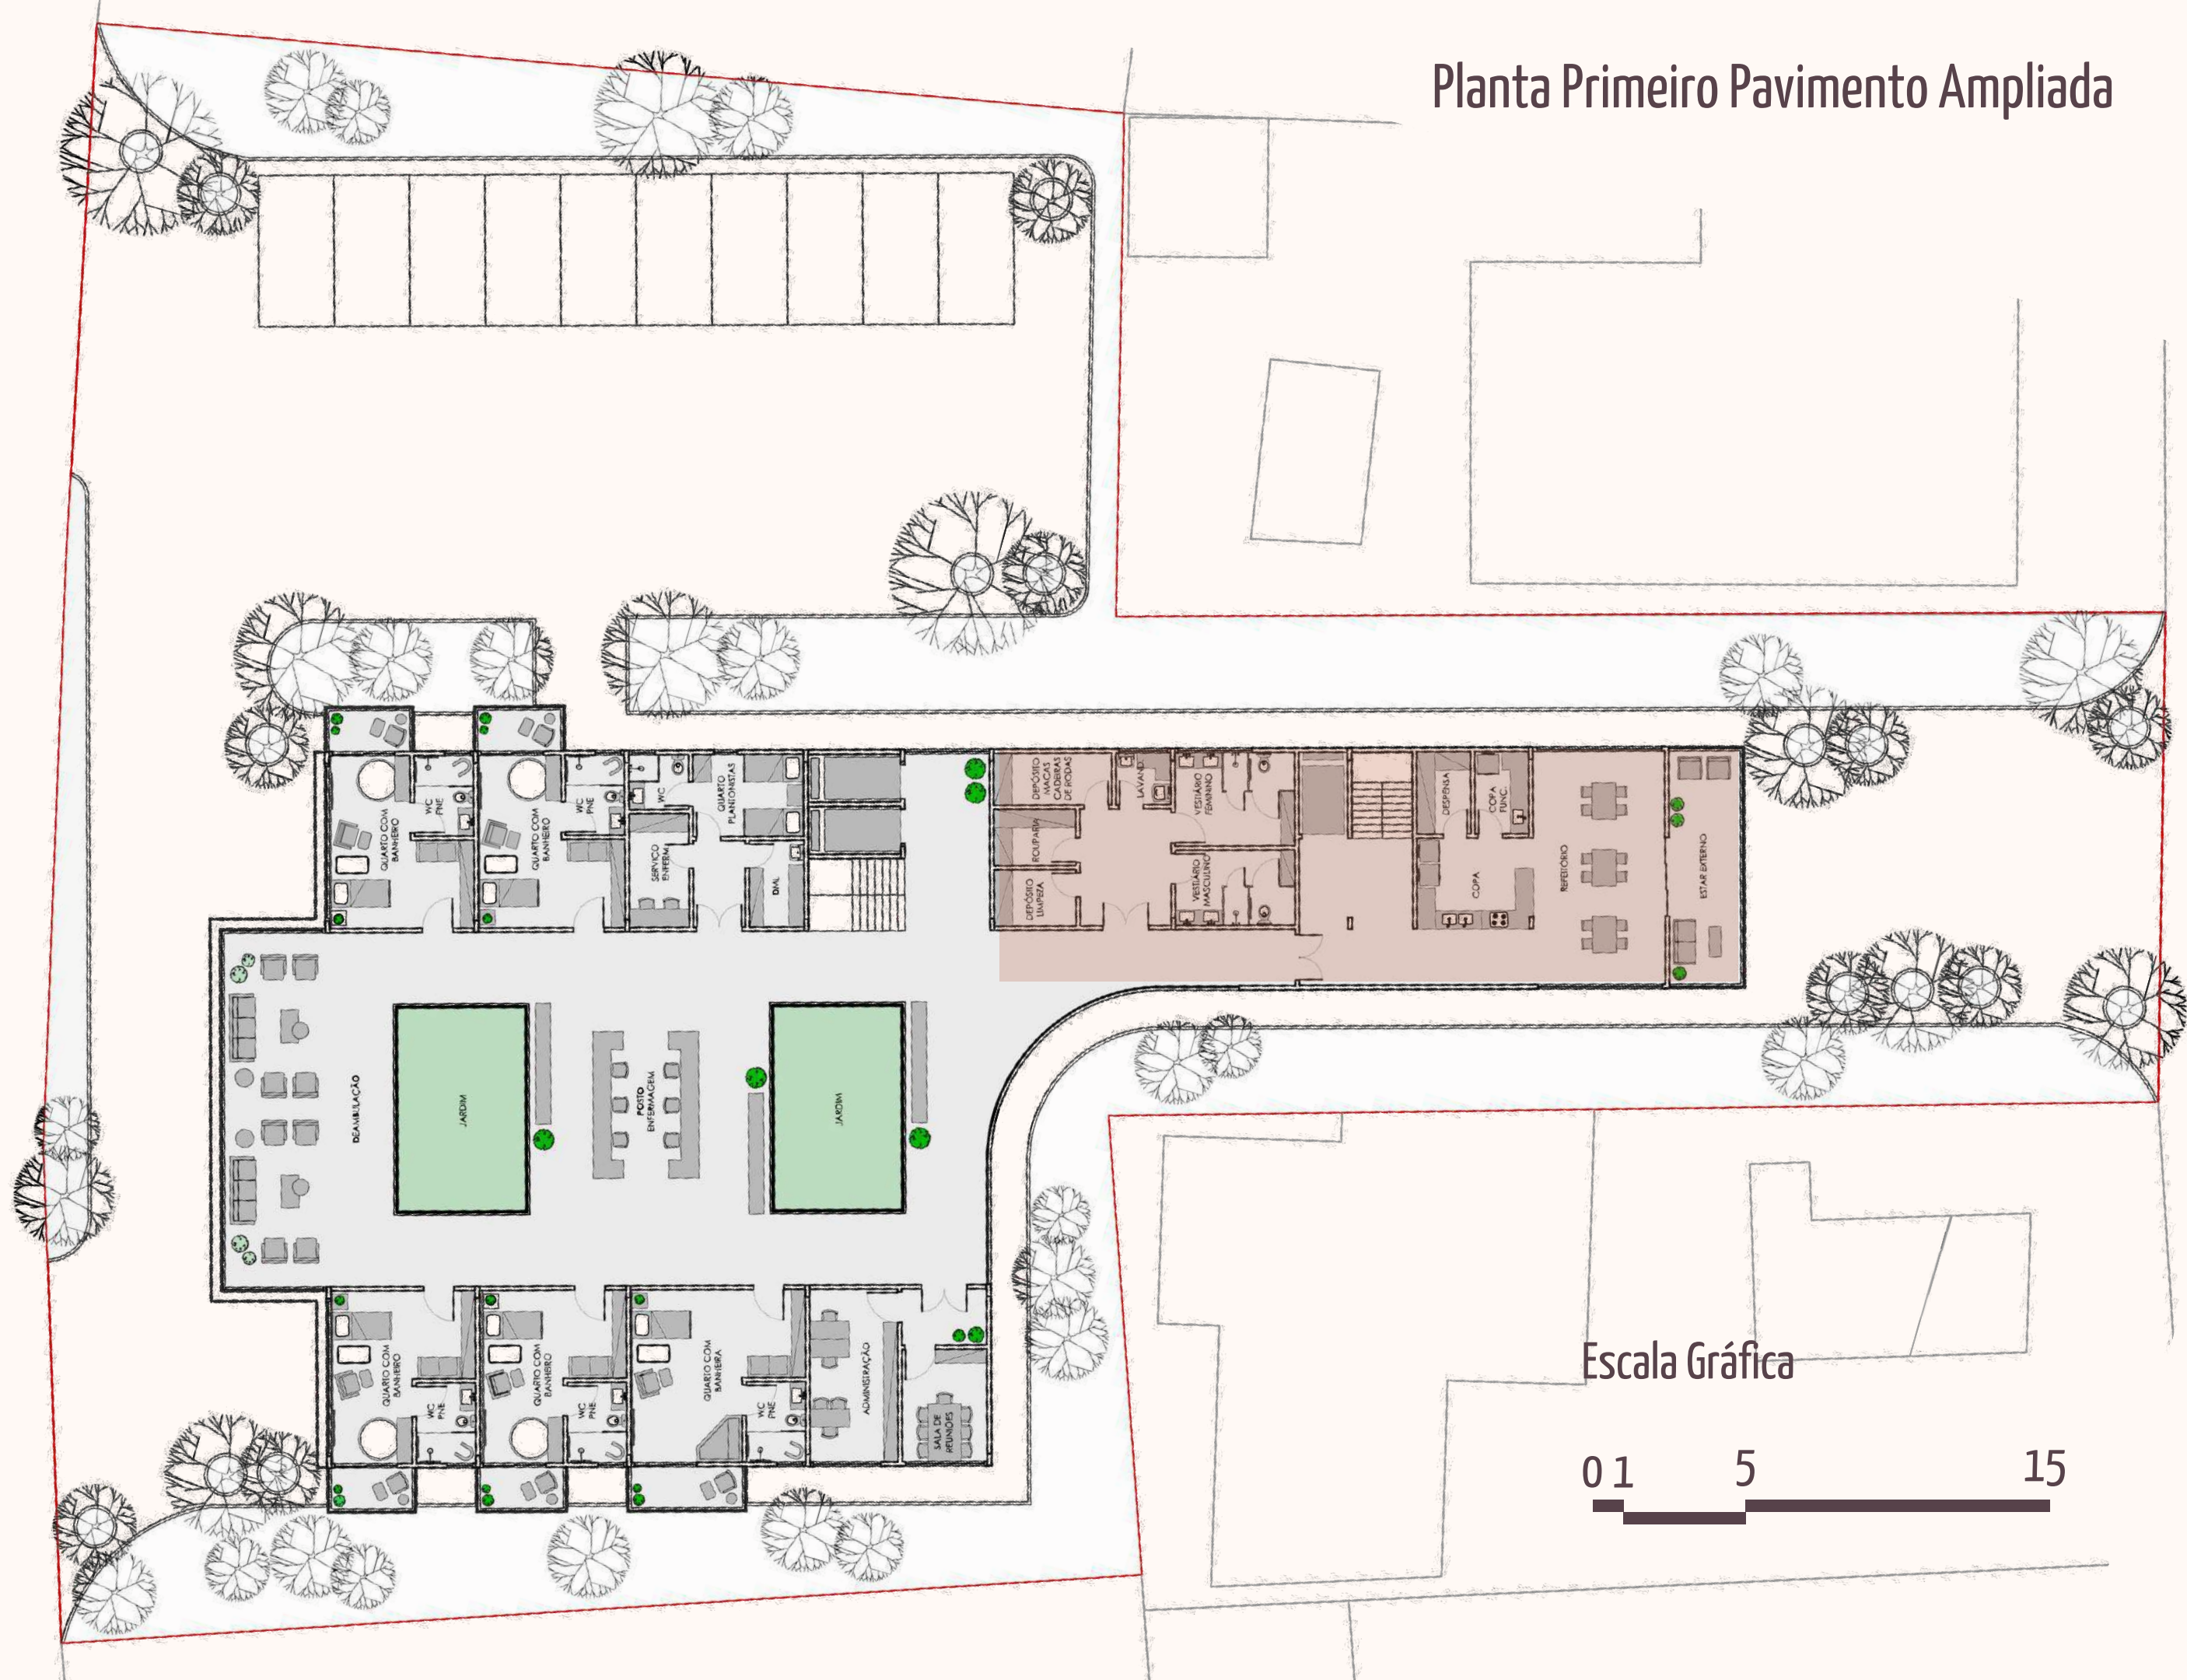 Planta Primeiro Pavimento Ampliada
QUARTO COM
BANHEIRO
WC
PNE
QUARTO COM
BANHEIRO
WC
PNE
WC
QUARTO
PLANTONISTAS
SERVIÇO
ENFERM.
DML
DEPÓSITO
MACAS
CADEIRAS
DE RODAS
ROUPARIA
DEPÓSITO
LIMPEZA
LAVAND.
VESTIÁRIO
FEMININO
VESTIÁRIO
MASCULINO
DESPENSA
COPA
FUNC.
COPA
REFEITÓRIO
ESTAR EXTERNO
DEAMBULAÇÃO
JARDIM
POSTO
ENFERMAGEM
JARDIM
QUARTO COM
BANHEIRO
WC
PNE
QUARTO COM
BANHEIRO
WC
PNE
QUARTO COM
BANHEIRA
WC
PNE
ADMINISTRAÇÃO
SALA DE
REUNIÕES
Escala Gráfica
0 1 5 15